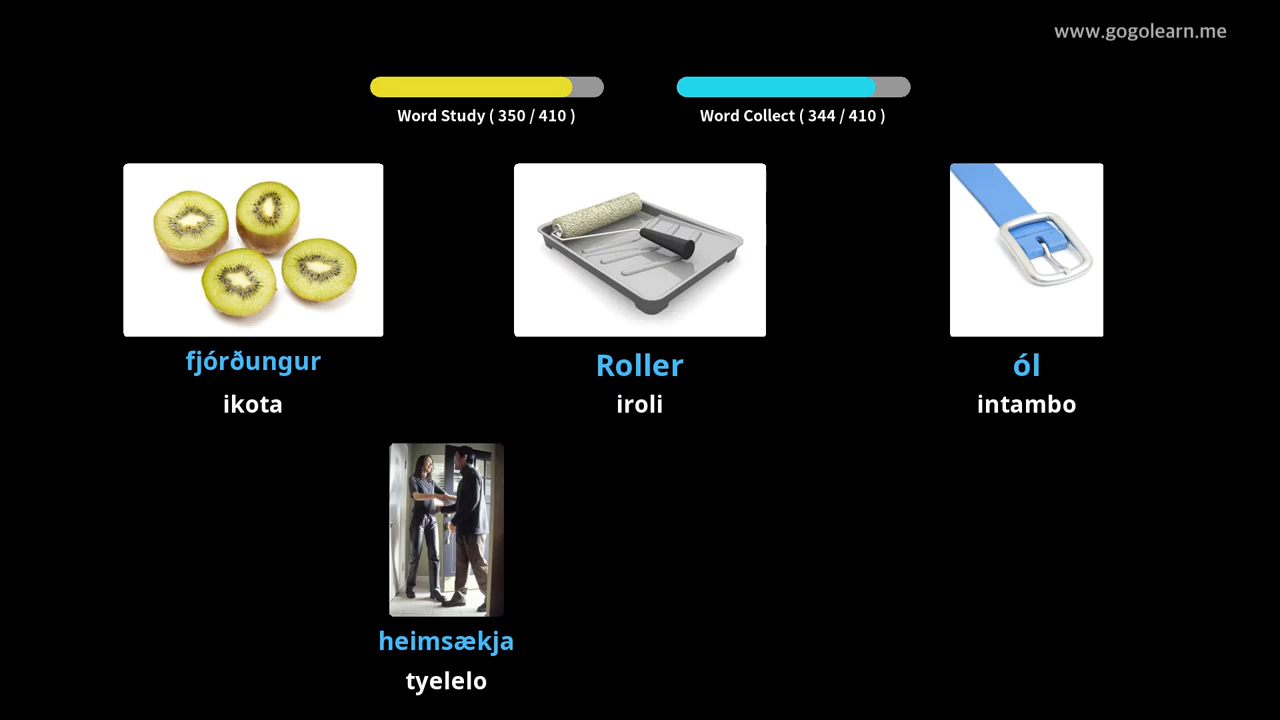 www.gogolearn.me
Word Study ( 350 / 410 )
Word Collect ( 344 / 410 )
fjórðungur
ikota
Roller
iroli
ól
intambo
heimsækja
tyelelo